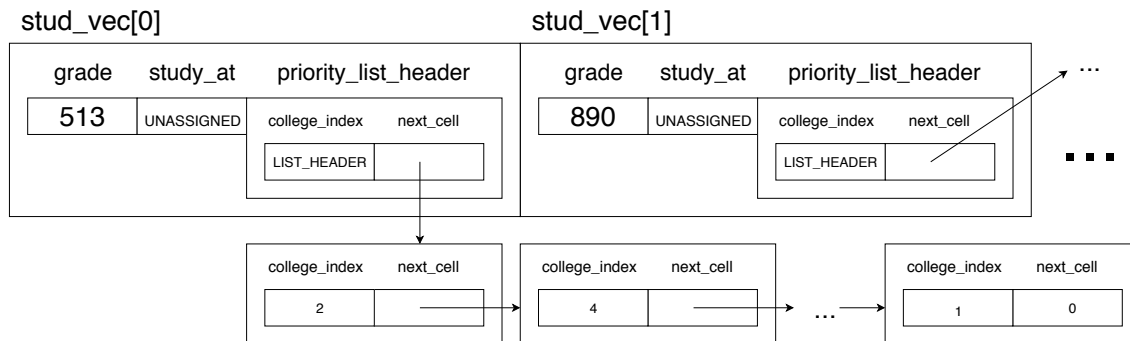 stud_vec[0] stud_vec[1]
grade study_at priority_list_header grade study_at priority_list_header ...
513 UNASSIGNED college_index next_cell 890 UNASSIGNED college_index next_cell
LIST_HEADER LIST_HEADER
college_index next_cell college_index next_cell college_index next_cell
2 4 ... 1 0